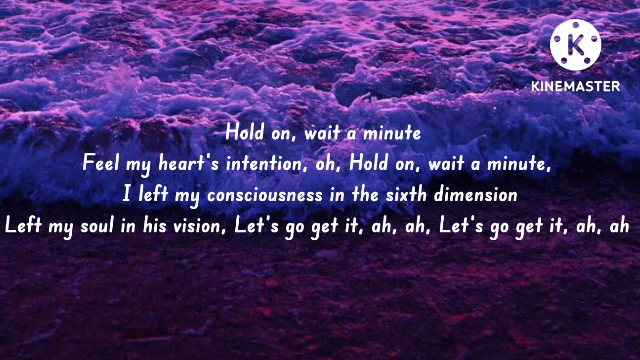 KINEMASTER
Hold on, wait a minute
Feel my heart's intention, oh, Hold on, wait a minute,
I left my consciousness in the sixth dimension
Left my soul in his vision, Let's go get it, ah, ah, Let's go get it, ah, ah